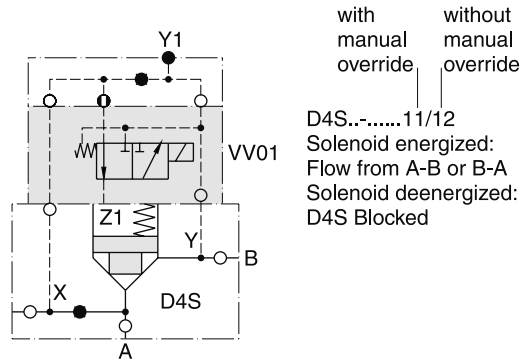 Y1
VV01
Z1
Y
B
X
D4S
A
with
manual
override
without
manual
override
D4S..-......11/12
Solenoid energized:
Flow from A-B or B-A
Solenoid deenergized:
D4S Blocked